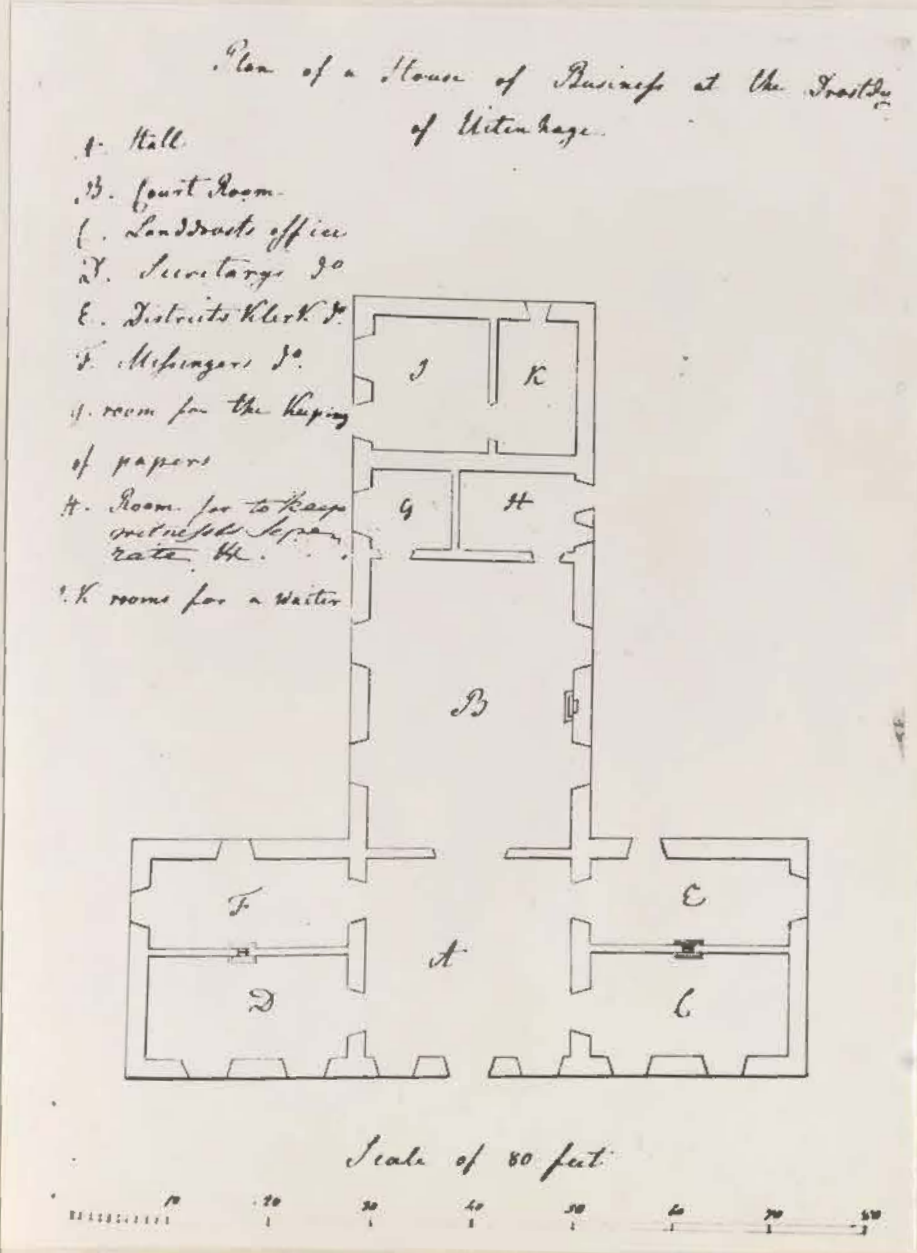 Plan of a House of Business at the Drostdy
of Uitenhage.
A. Hall
B. Court Room
C. Landdrosts office
D. Secretarys do
E. Districts Klerk do.
F. Messengers do.
G. room for the Keeping
of papers
H. Room for to keep
witnesses sepa
rate &c.
I. K rooms for a Waiter
I
K
G
H
B
F
E
A
D
C
Scale of 80 feet
10 20 30 40 50 60 70 80